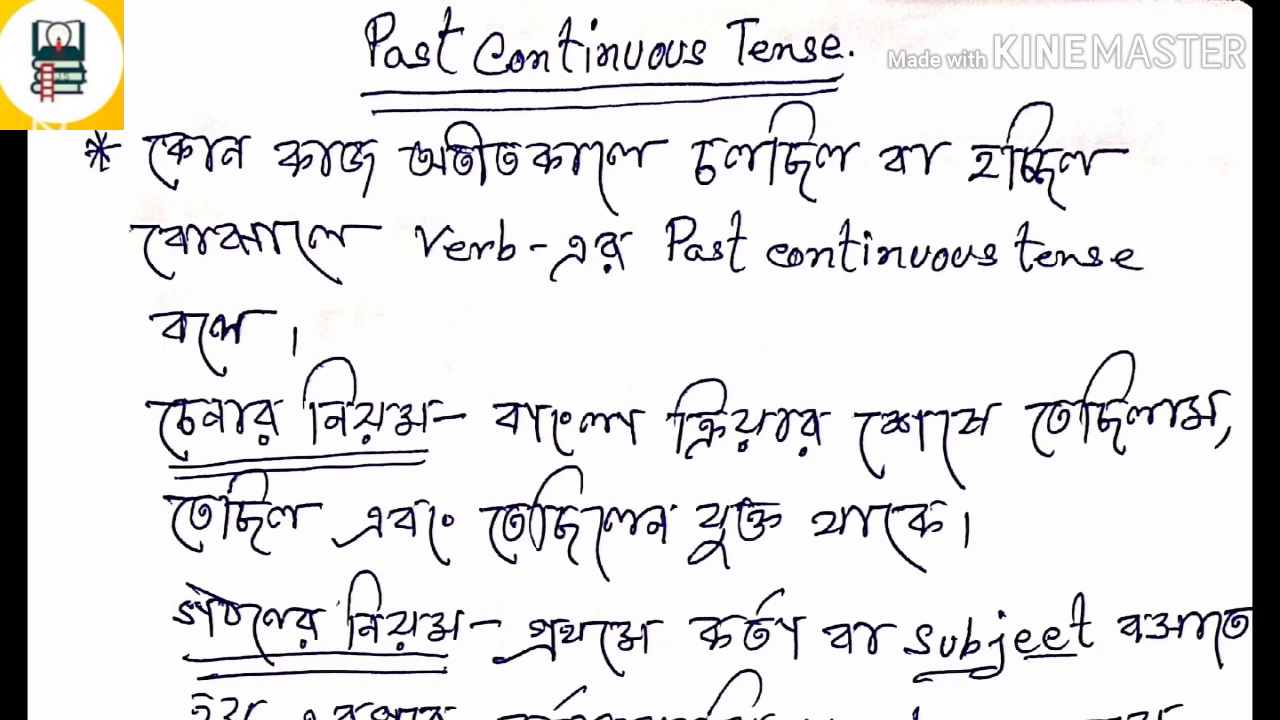 Past Continuous Tense.
Made with KINEMASTER
* কোন কাজ অতীতকালে চলছিল বা হচ্ছিল
বোঝালে Verb-এর Past continuous tense
বলে।
চেনার নিয়ম- বাংলা ক্রিয়ার শেষে তেছিলাম,
তেছিল এবং তেছিলেন যুক্ত থাকে।
গঠনের নিয়ম- প্রথমে কর্তা বা Subject বসাতে